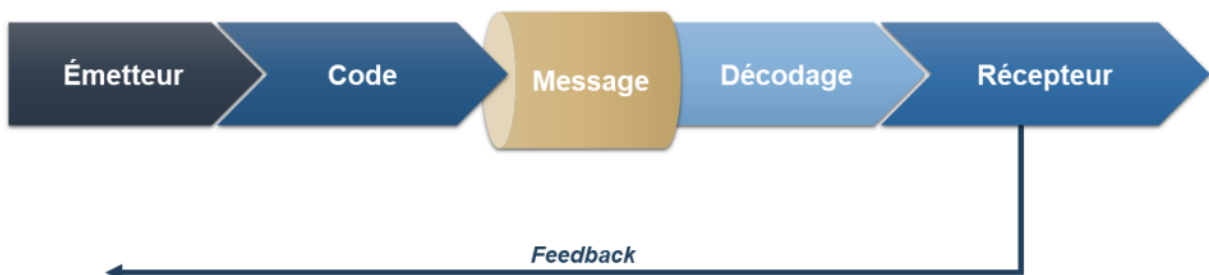 Émetteur
Code
Message
Décodage
Récepteur
Feedback